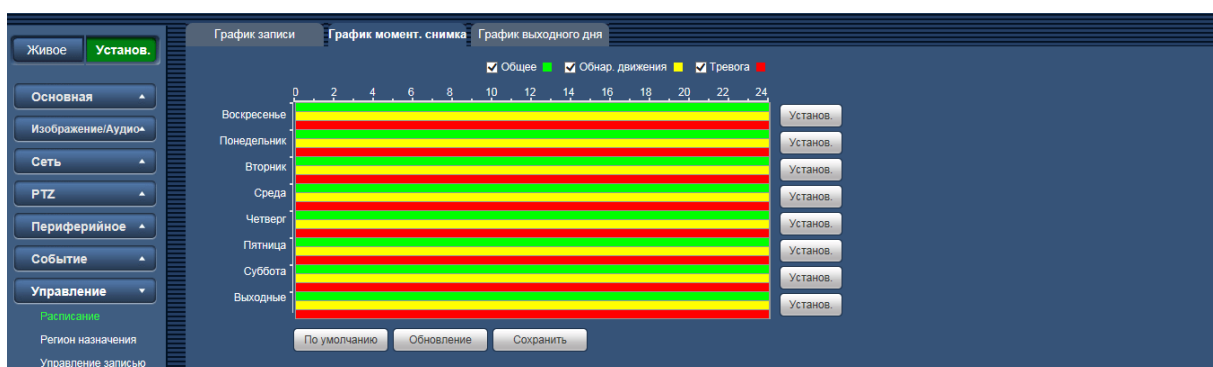 График записи График момент. снимка График выходного дня
Живое Установ.
Общее Обнар. движения Тревога
Основная
0 2 4 6 8 10 12 14 16 18 20 22 24
Воскресенье Установ.
Изображение/Аудио
Понедельник Установ.
Сеть
Вторник Установ.
PTZ
Среда Установ.
Периферийное
Четверг Установ.
Пятница Установ.
Событие
Суббота Установ.
Управление
Выходные Установ.
Расписание
Регион назначения
По умолчанию Обновление Сохранить
Управление записью